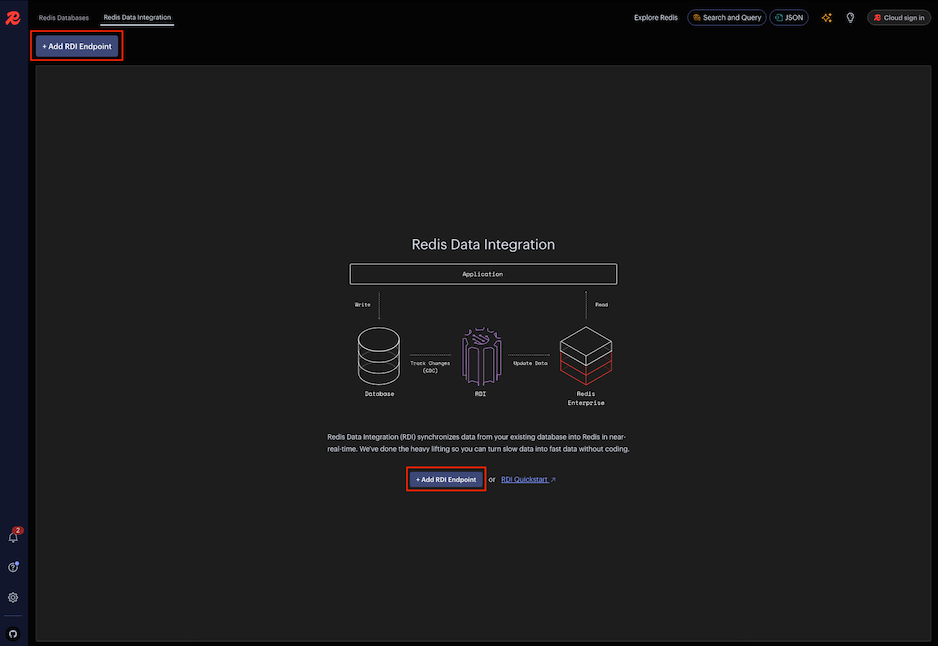 Redis Databases
Redis Data Integration
Explore Redis
Search and Query
JSON
Cloud sign in
+ Add RDI Endpoint
Redis Data Integration
Application
Write
Read
Track Changes
(CDC)
Update Data
Database
RDI
Redis
Enterprise
Redis Data Integration (RDI) synchronizes data from your existing database into Redis in near-
real-time. We've done the heavy lifting so you can turn slow data into fast data without coding.
+ Add RDI Endpoint or RDI Quickstart
2